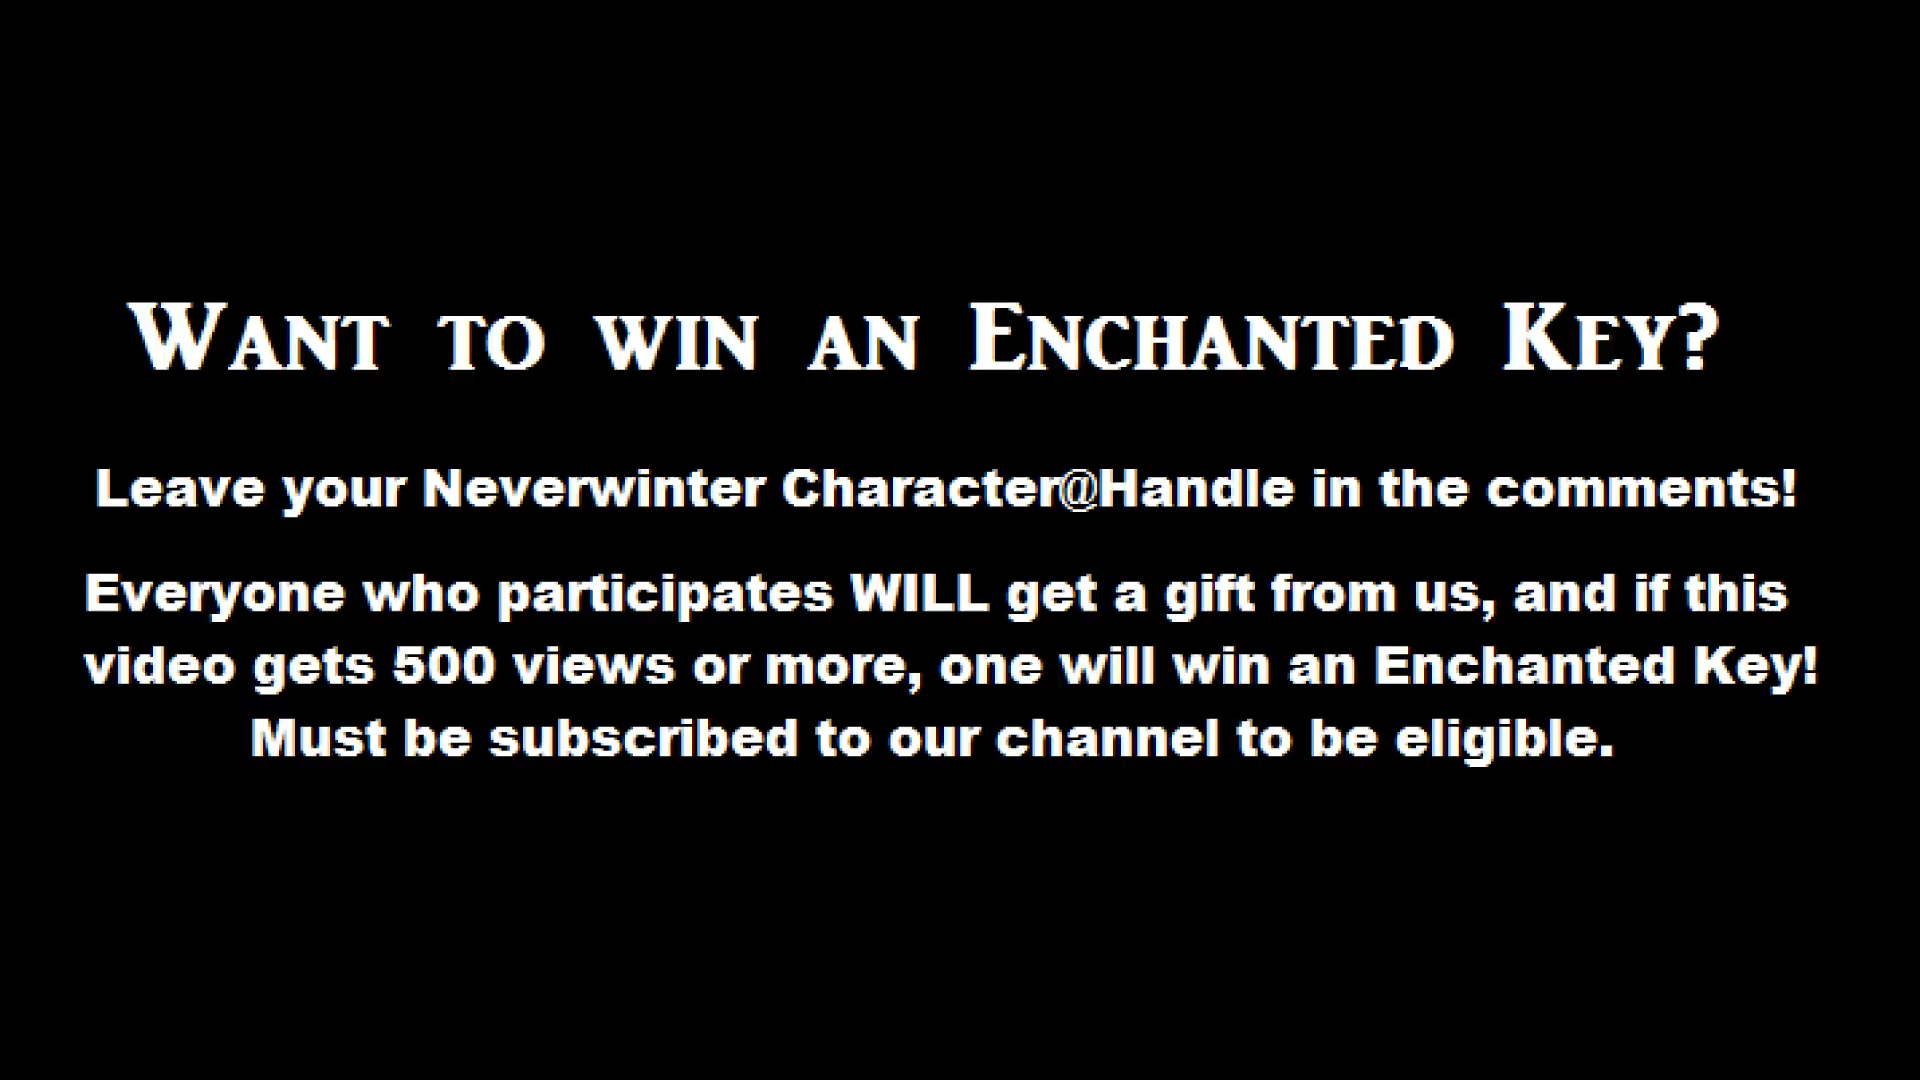 Want to win an Enchanted Key?
Leave your Neverwinter Character@Handle in the comments!
Everyone who participates WILL get a gift from us, and if this
video gets 500 views or more, one will win an Enchanted Key!
Must be subscribed to our channel to be eligible.